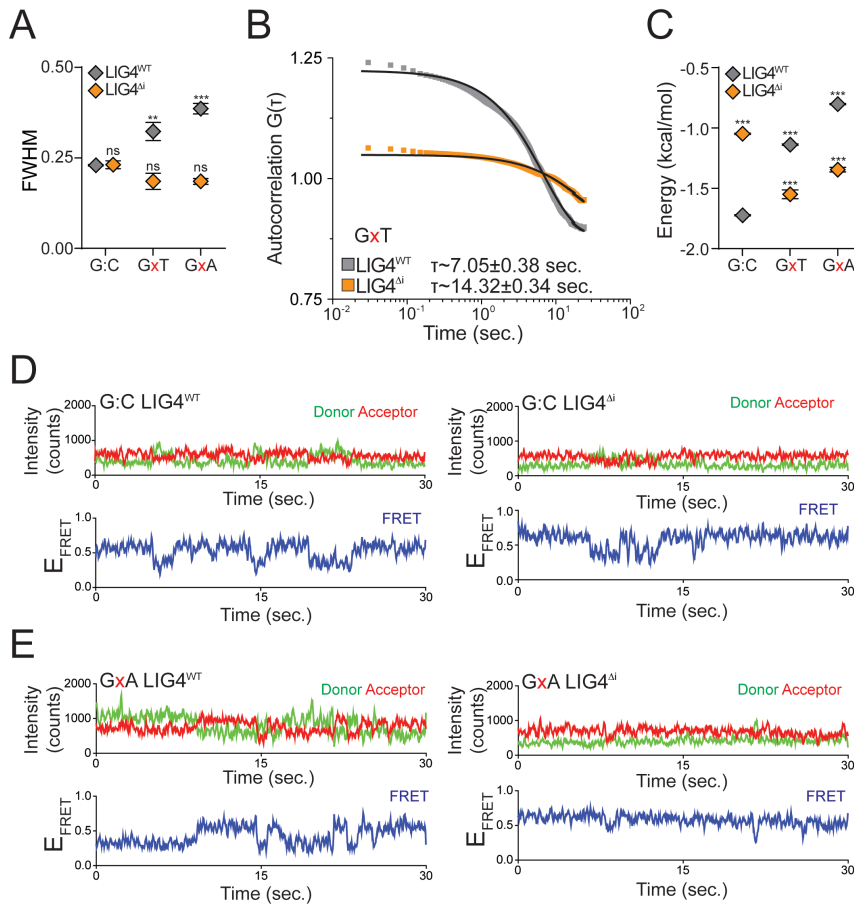 A
FWHM
0.50
0.25
0.00
LIG4WT
LIG4Δi
ns
**
ns
***
ns
G:C
GxT
GxA
B
Autocorrelation G(τ)
1.25
1.00
0.75
GxT
LIG4WT τ~7.05±0.38 sec.
LIG4Δi τ~14.32±0.34 sec.
10-2
10-1
100
101
102
Time (sec.)
C
Energy (kcal/mol)
-0.5
-1.0
-1.5
-2.0
LIG4WT
LIG4Δi
***
***
***
***
***
G:C
GxT
GxA
D
G:C LIG4WT
Donor Acceptor
Intensity
(counts)
2000
1000
0
0
15
30
Time (sec.)
FRET
EFRET
1.0
0.5
0.0
0
15
30
Time (sec.)
G:C LIG4Δi
Donor Acceptor
Intensity
(counts)
2000
1000
0
0
15
30
Time (sec.)
FRET
EFRET
1.0
0.5
0.0
0
15
30
Time (sec.)
E
GxA LIG4WT
Donor Acceptor
Intensity
(counts)
2000
1000
0
0
15
30
Time (sec.)
FRET
EFRET
1.0
0.5
0.0
0
15
30
Time (sec.)
GxA LIG4Δi
Donor Acceptor
Intensity
(counts)
2000
1000
0
0
15
30
Time (sec.)
FRET
EFRET
1.0
0.5
0.0
0
15
30
Time (sec.)